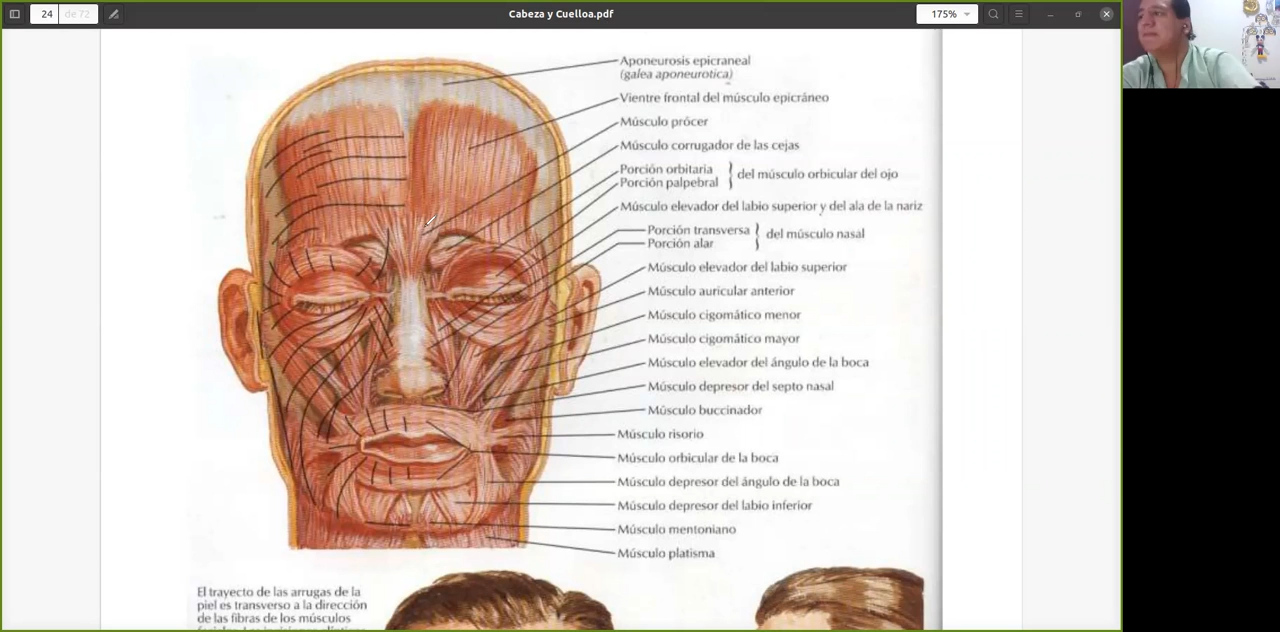 24
de 72
Cabeza y Cuelloa.pdf
175%
Aponeurosis epicraneal
(galea aponeurotica)
Vientre frontal del músculo epicráneo
Músculo prócer
Músculo corrugador de las cejas
Porción orbitaria
Porción palpebral
del músculo orbicular del ojo
Músculo elevador del labio superior y del ala de la nariz
Porción transversa
Porción alar
del músculo nasal
Músculo elevador del labio superior
Músculo auricular anterior
Músculo cigomático menor
Músculo cigomático mayor
Músculo elevador del ángulo de la boca
Músculo depresor del septo nasal
Músculo buccinador
Músculo risorio
Músculo orbicular de la boca
Músculo depresor del ángulo de la boca
Músculo depresor del labio inferior
Músculo mentoniano
Músculo platisma
El trayecto de las arrugas de la
piel es transverso a la dirección
de las fibras de los músculos